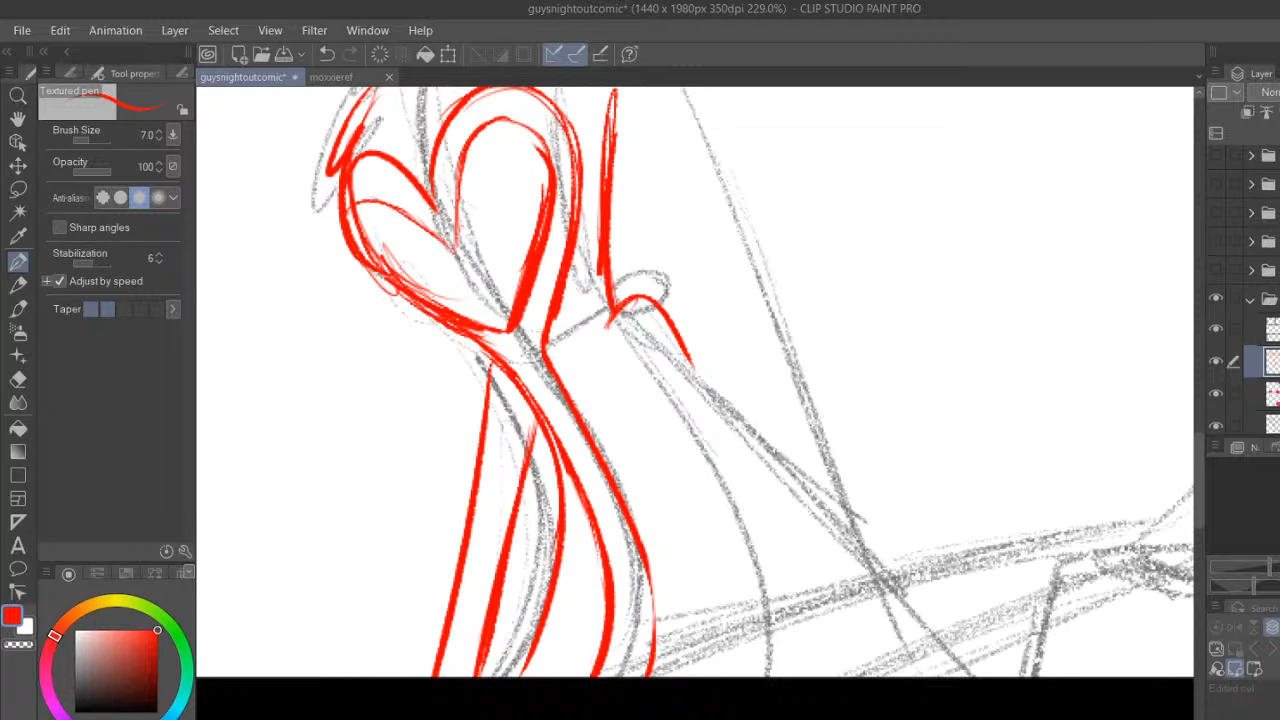 guysnightoutcomic* (1440 x 1980px 350dpi 229.0%) - CLIP STUDIO PAINT PRO
File Edit Animation Layer Select View Filter Window Help
Tool proper
guysnightoutcomic* moxxieref
Layer
Textured pen
Nor
Brush Size 7.0
Opacity 100
Anti-alias
Sharp angles
Stabilization 6
Adjust by speed
Taper
N
A
Search
Edited cel